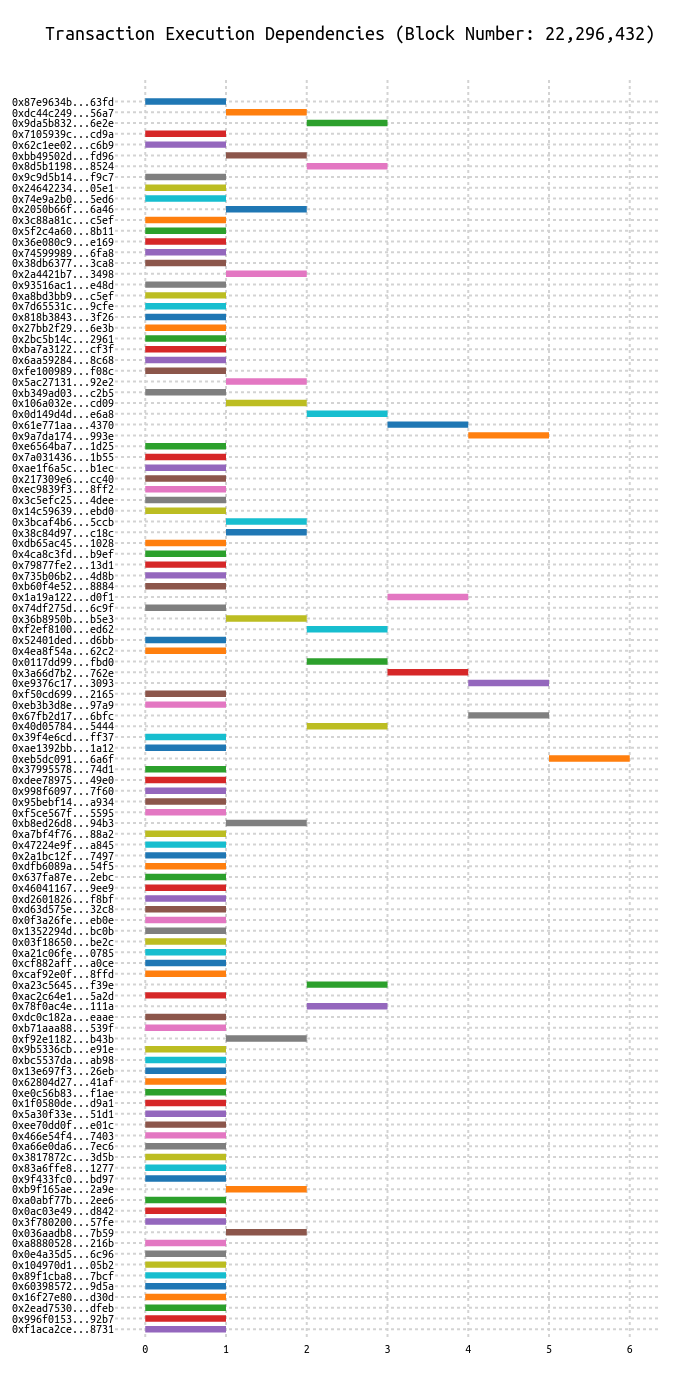 Transaction Execution Dependencies (Block Number: 22,296,432)
0x87e9634b...63fd
0xdc44c249...56a7
0x9da5b832...6e2e
0x7105939c...cd9a
0x62c1ee02...c6b9
0xbb49502d...fd96
0x8d5b1198...8524
0x9c9d5b14...f9c7
0x24642234...05e1
0x74e9a2b0...5ed6
0x2050b66f...6a46
0x3c88a81c...c5ef
0x5f2c4a60...8b11
0x36e080c9...e169
0x74599989...6fa8
0x38db6377...3ca8
0x2a4421b7...3498
0x93516ac1...e48d
0xa8bd3bb9...c5ef
0x7d65531c...9cfe
0x818b3843...3f26
0x27bb2f29...6e3b
0x2bc5b14c...2961
0xba7a3122...cf3f
0x6aa59284...8c68
0xfe100989...f08c
0x5ac27131...92e2
0xb349ad03...c2b5
0x106a032e...cd09
0x0d149d4d...e6a8
0x61e771aa...4370
0x9a7da174...993e
0xe6564ba7...1d25
0x7a031436...1b55
0xae1f6a5c...b1ec
0x217309e6...cc40
0xec9839f3...8ff2
0x3c5efc25...4dee
0x14c59639...ebd0
0x3bcaf4b6...5ccb
0x38c84d97...c18c
0xdb65ac45...1028
0x4ca8c3fd...b9ef
0x79877fe2...13d1
0x735b06b2...4d8b
0xb60f4e52...8884
0x1a19a122...d0f1
0x74df275d...6c9f
0x36b8950b...b5e3
0xf2ef8100...ed62
0x52401ded...d6bb
0x4ea8f54a...62c2
0x0117dd99...fbd0
0x3a66d7b2...762e
0xe9376c17...3093
0xf50cd699...2165
0xeb3b3d8e...97a9
0x67fb2d17...6bfc
0x40d05784...5444
0x39f4e6cd...ff37
0xae1392bb...1a12
0xeb5dc091...6a6f
0x37995578...74d1
0xdee78975...49e0
0x998f6097...7f60
0x95bebf14...a934
0xf5ce567f...5595
0xb8ed26d8...94b3
0xa7bf4f76...88a2
0x47224e9f...a845
0x2a1bc12f...7497
0xdfb6089a...54f5
0x637fa87e...2ebc
0x46041167...9ee9
0xd2601826...f8bf
0xd63d575e...32c8
0x0f3a26fe...eb0e
0x1352294d...bc0b
0x03f18650...be2c
0xa21c06fe...0785
0xcf882aff...a0ce
0xcaf92e0f...8ffd
0xa23c5645...f39e
0xac2c64e1...5a2d
0x78f0ac4e...111a
0xdc0c182a...eaae
0xb71aaa88...539f
0xf92e1182...b43b
0x9b5336cb...e91e
0xbc5537da...ab98
0x13e697f3...26eb
0x62804d27...41af
0xe0c56b83...f1ae
0x1f0580de...d9a1
0x5a30f33e...51d1
0xee70dd0f...e01c
0x466e54f4...7403
0xa66e0da6...7ec6
0x3817872c...3d5b
0x83a6ffe8...1277
0x9f433fc0...bd97
0xb9f165ae...2a9e
0xa0abf77b...2ee6
0x0ac03e49...d842
0x3f780200...57fe
0x036aadb8...7b59
0xa8880528...216b
0x0e4a35d5...6c96
0x104970d1...05b2
0x89f1cba8...7bcf
0x60398572...9d5a
0x16f27e80...d30d
0x2ead7530...dfeb
0x996f0153...92b7
0xf1aca2ce...8731
0 1 2 3 4 5 6